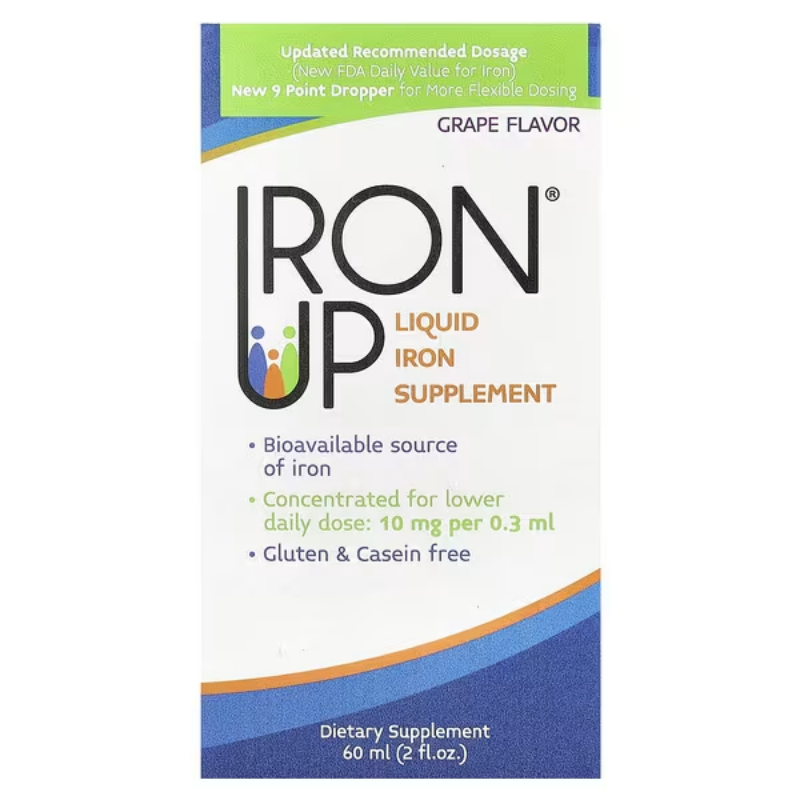 Updated Recommended Dosage
(New FDA Daily Value for Iron)
New 9 Point Dropper for More Flexible Dosing
GRAPE FLAVOR
IRON®
UP
LIQUID
IRON
SUPPLEMENT
• Bioavailable source
of iron
• Concentrated for lower
daily dose: 10 mg per 0.3 ml
• Gluten & Casein free
Dietary Supplement
60 ml (2 fl.oz.)